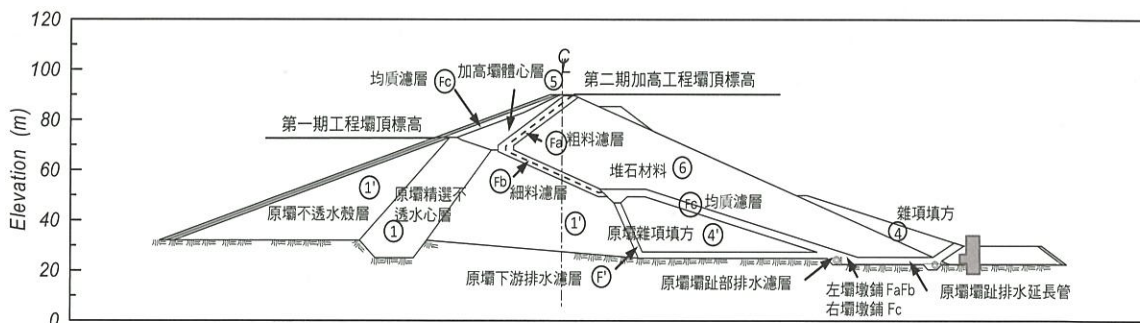 120
100
80
60
40
20
0
Elevation (m)
C
L
均質濾層 Fc
加高壩體心層 5
第二期加高工程壩頂標高
第一期工程壩頂標高
Fa 粗料濾層
堆石材料 6
Fb
細料濾層
1'
原壩不透水殼層
原壩精選不
透水心層
1
1'
Fc 均質濾層
原壩雜項填方
4'
雜項填方
4
原壩下游排水濾層
F'
原壩壩趾部排水濾層
左壩墩鋪 FaFb
右壩墩鋪 Fc
原壩壩趾排水延長管